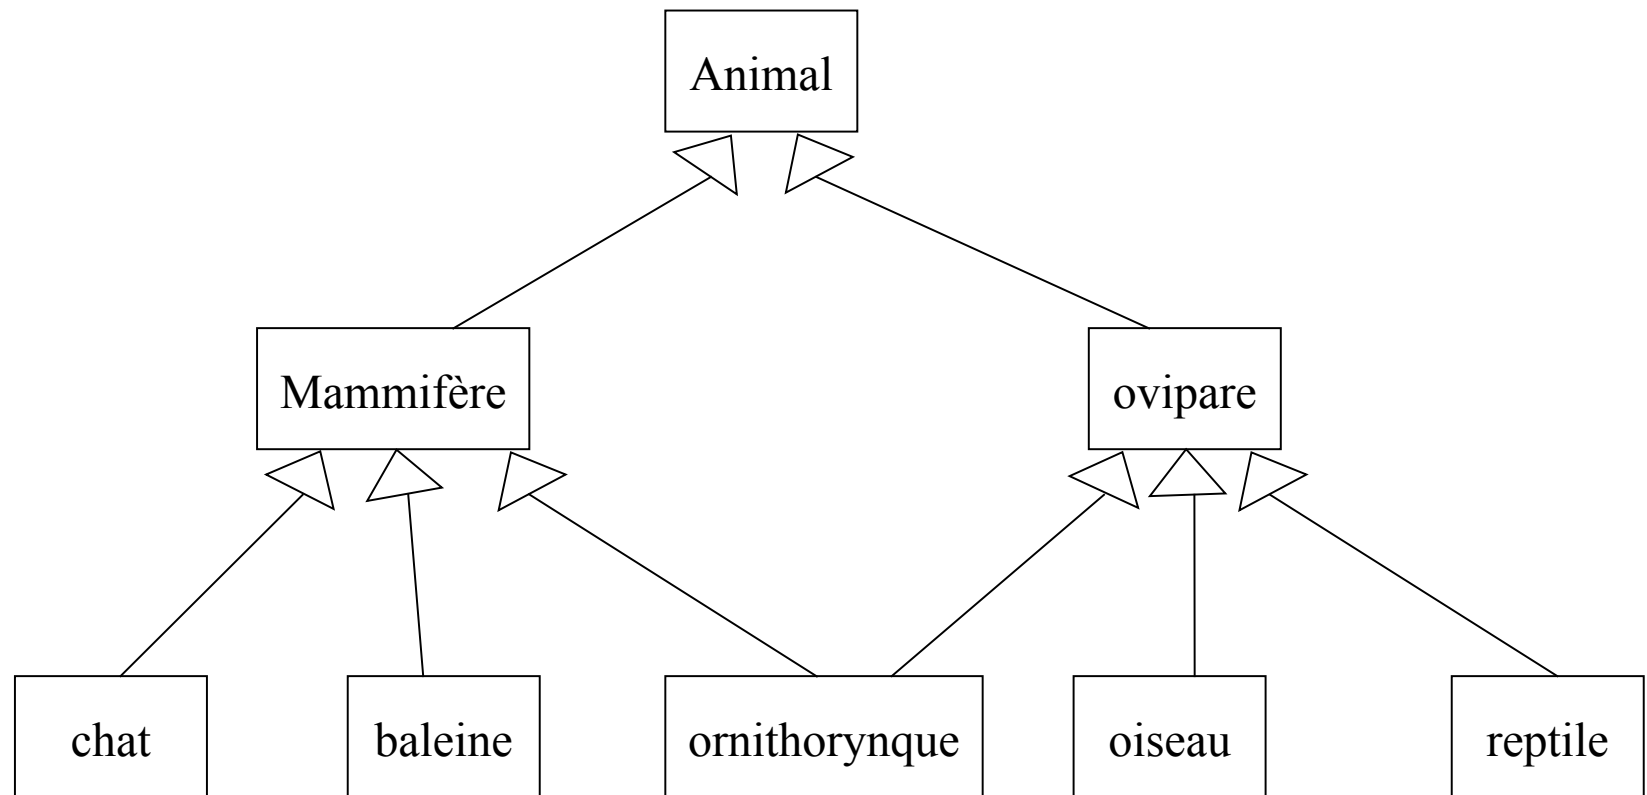 Animal
Mammifère
ovipare
chat
baleine
ornithorynque
oiseau
reptile